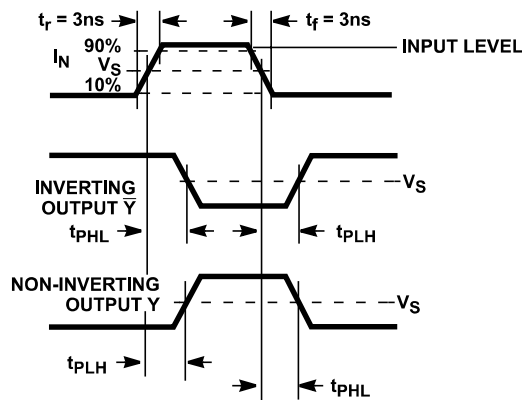 tr = 3ns
tf = 3ns
90%
IN
VS
10%
INPUT LEVEL
INVERTING
OUTPUT Y̅
VS
tPHL
tPLH
NON-INVERTING
OUTPUT Y
VS
tPLH
tPHL